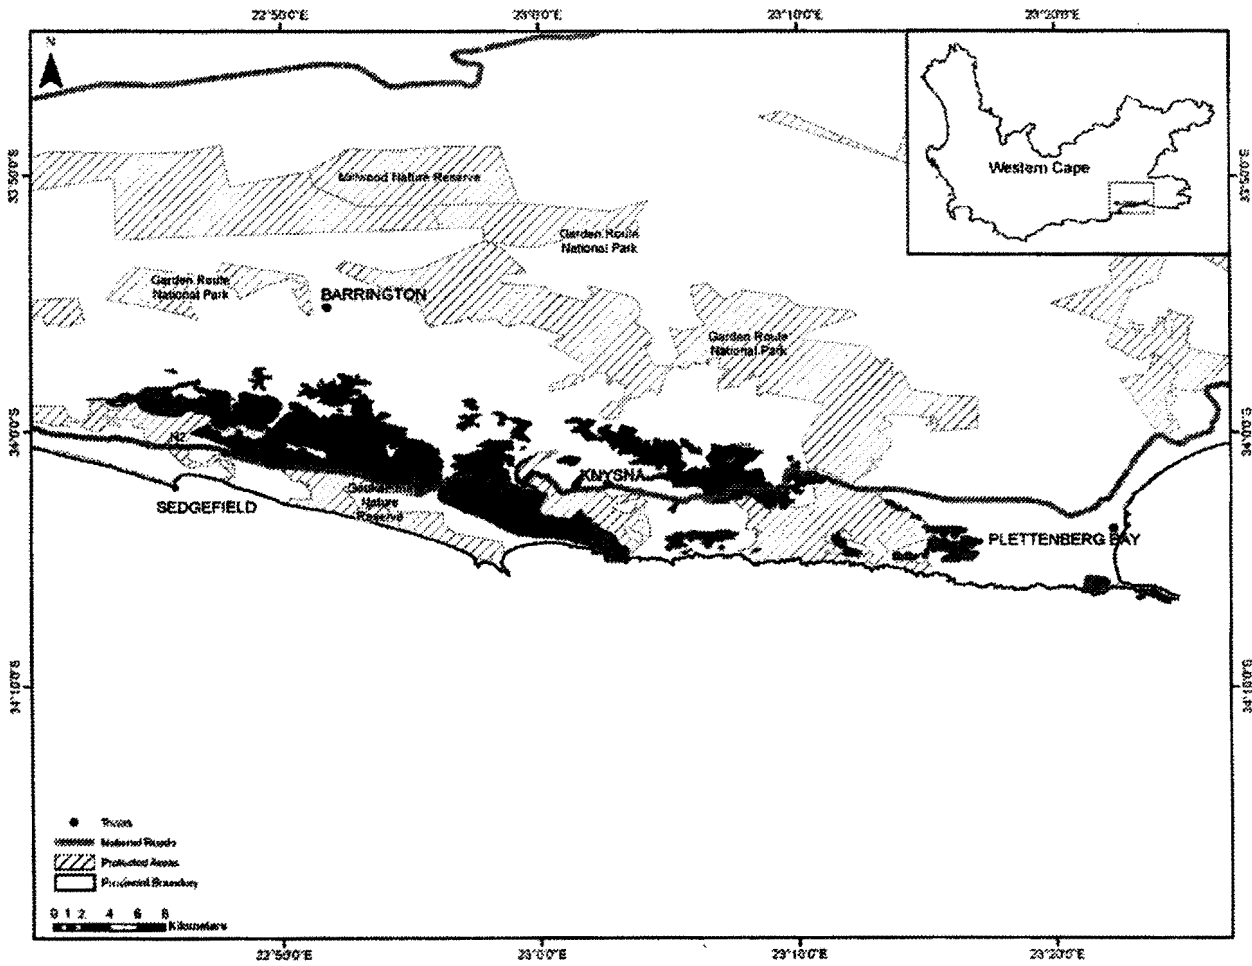 22°50'0"E
23°0'0"E
23°10'0"E
23°20'0"E
N
33°50'0"S
33°50'0"S
Western Cape
Millwood Nature Reserve
Garden Route
National Park
Garden Route
National Park
BARRINGTON
Garden Route
National Park
34°0'0"S
34°0'0"S
N2
KNYSNA
SEDGEFIELD
Goukamma
Nature
Reserve
PLETTENBERG BAY
34°10'0"S
34°10'0"S
Towns
National Roads
Protected Areas
Provincial Boundary
0 1 2 4 6 8
Kilometers
22°50'0"E
23°0'0"E
23°10'0"E
23°20'0"E